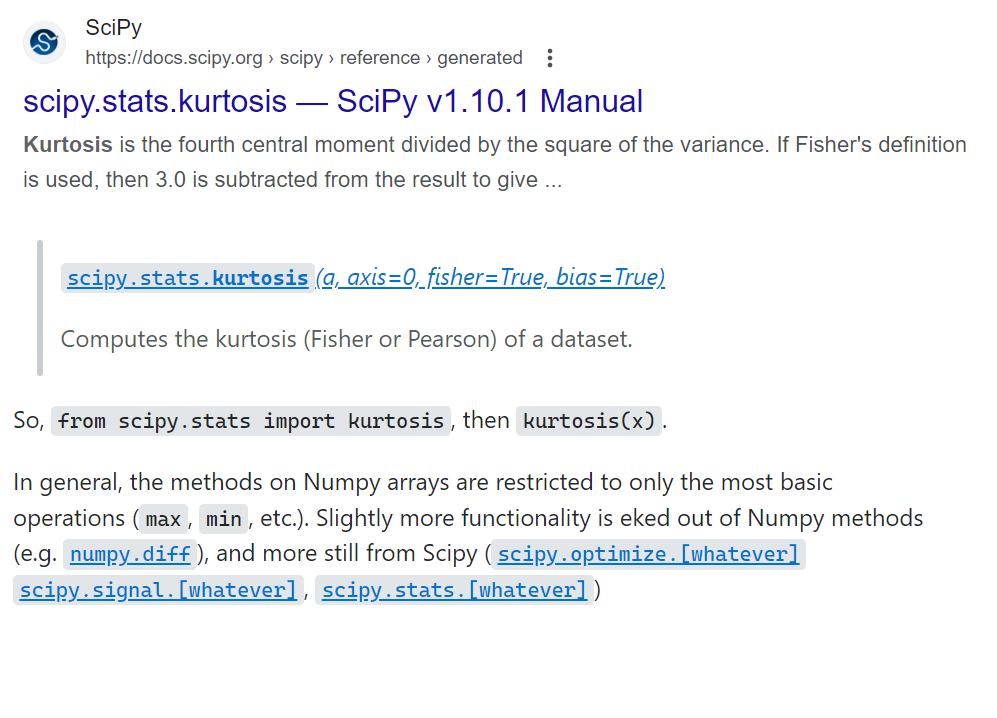 SciPy
https://docs.scipy.org › scipy › reference › generated
scipy.stats.kurtosis — SciPy v1.10.1 Manual
Kurtosis is the fourth central moment divided by the square of the variance. If Fisher's definition
is used, then 3.0 is subtracted from the result to give ...
scipy.stats.kurtosis(a, axis=0, fisher=True, bias=True)
Computes the kurtosis (Fisher or Pearson) of a dataset.
So, from scipy.stats import kurtosis, then kurtosis(x).
In general, the methods on Numpy arrays are restricted to only the most basic
operations (max, min, etc.). Slightly more functionality is eked out of Numpy methods
(e.g. numpy.diff), and more still from Scipy (scipy.optimize.[whatever]
scipy.signal.[whatever], scipy.stats.[whatever])